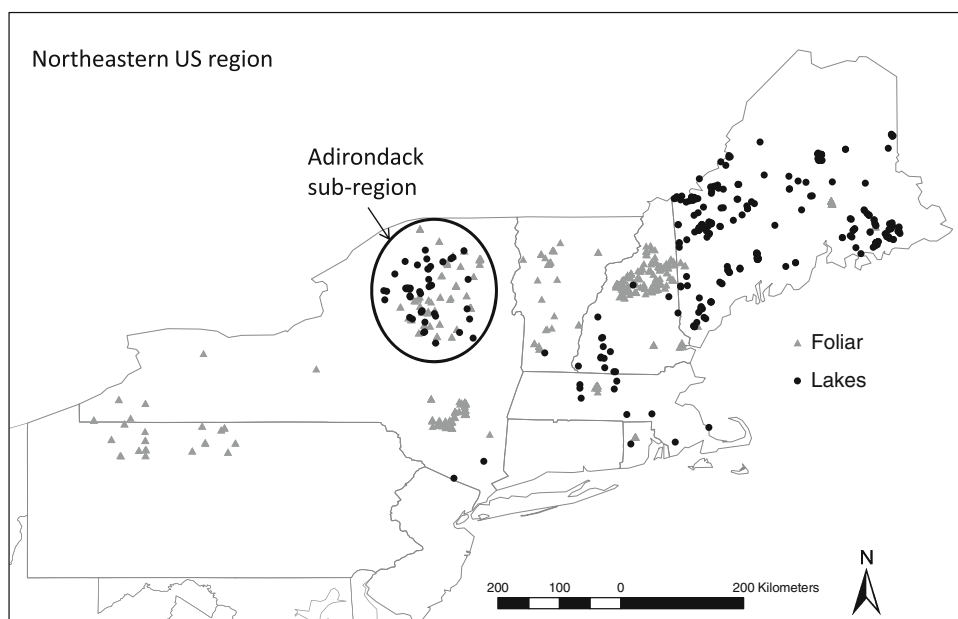 Northeastern US region
Adirondack
sub-region
Foliar
Lakes
N
200 100 0 200 Kilometers